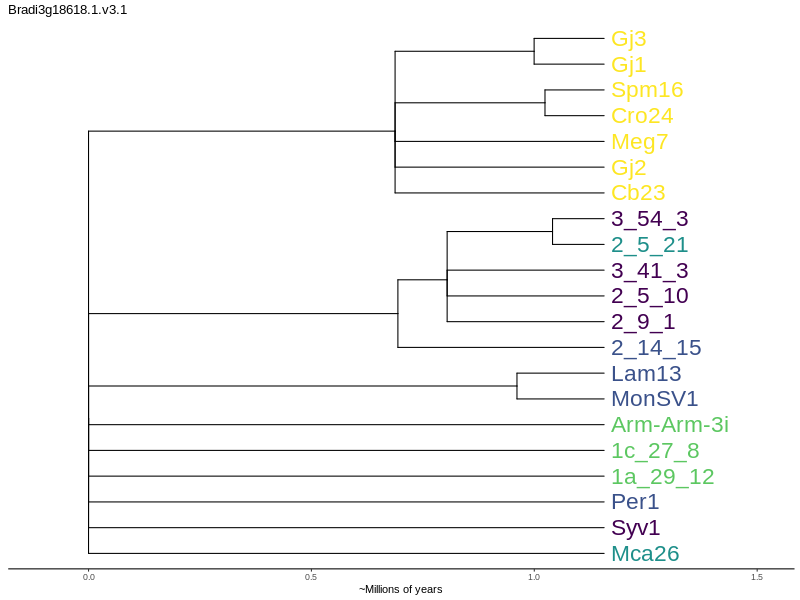 Bradi3g18618.1.v3.1
Gj3
Gj1
Spm16
Cro24
Meg7
Gj2
Cb23
3_54_3
2_5_21
3_41_3
2_5_10
2_9_1
2_14_15
Lam13
MonSV1
Arm-Arm-3i
1c_27_8
1a_29_12
Per1
Syv1
Mca26
0.0 0.5 1.0 1.5
~Millions of years